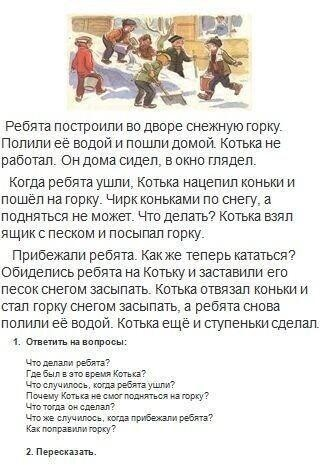 Ребята построили во дворе снежную горку.
Полили её водой и пошли домой. Котька не
работал. Он дома сидел, в окно глядел.
Когда ребята ушли, Котька нацепил коньки и
пошёл на горку. Чирк коньками по снегу, а
подняться не может. Что делать? Котька взял
ящик с песком и посыпал горку.
Прибежали ребята. Как же теперь кататься?
Обиделись ребята на Котьку и заставили его
песок снегом засыпать. Котька отвязал коньки и
стал горку снегом засыпать, а ребята снова
полили её водой. Котька ещё и ступеньки сделал.
1. Ответить на вопросы:
Что делали ребята?
Где был в это время Котька?
Что случилось, когда ребята ушли?
Почему Котька не смог подняться на горку?
Что тогда он сделал?
Что же случилось, когда прибежали ребята?
Как поправили горку?
2. Пересказать.